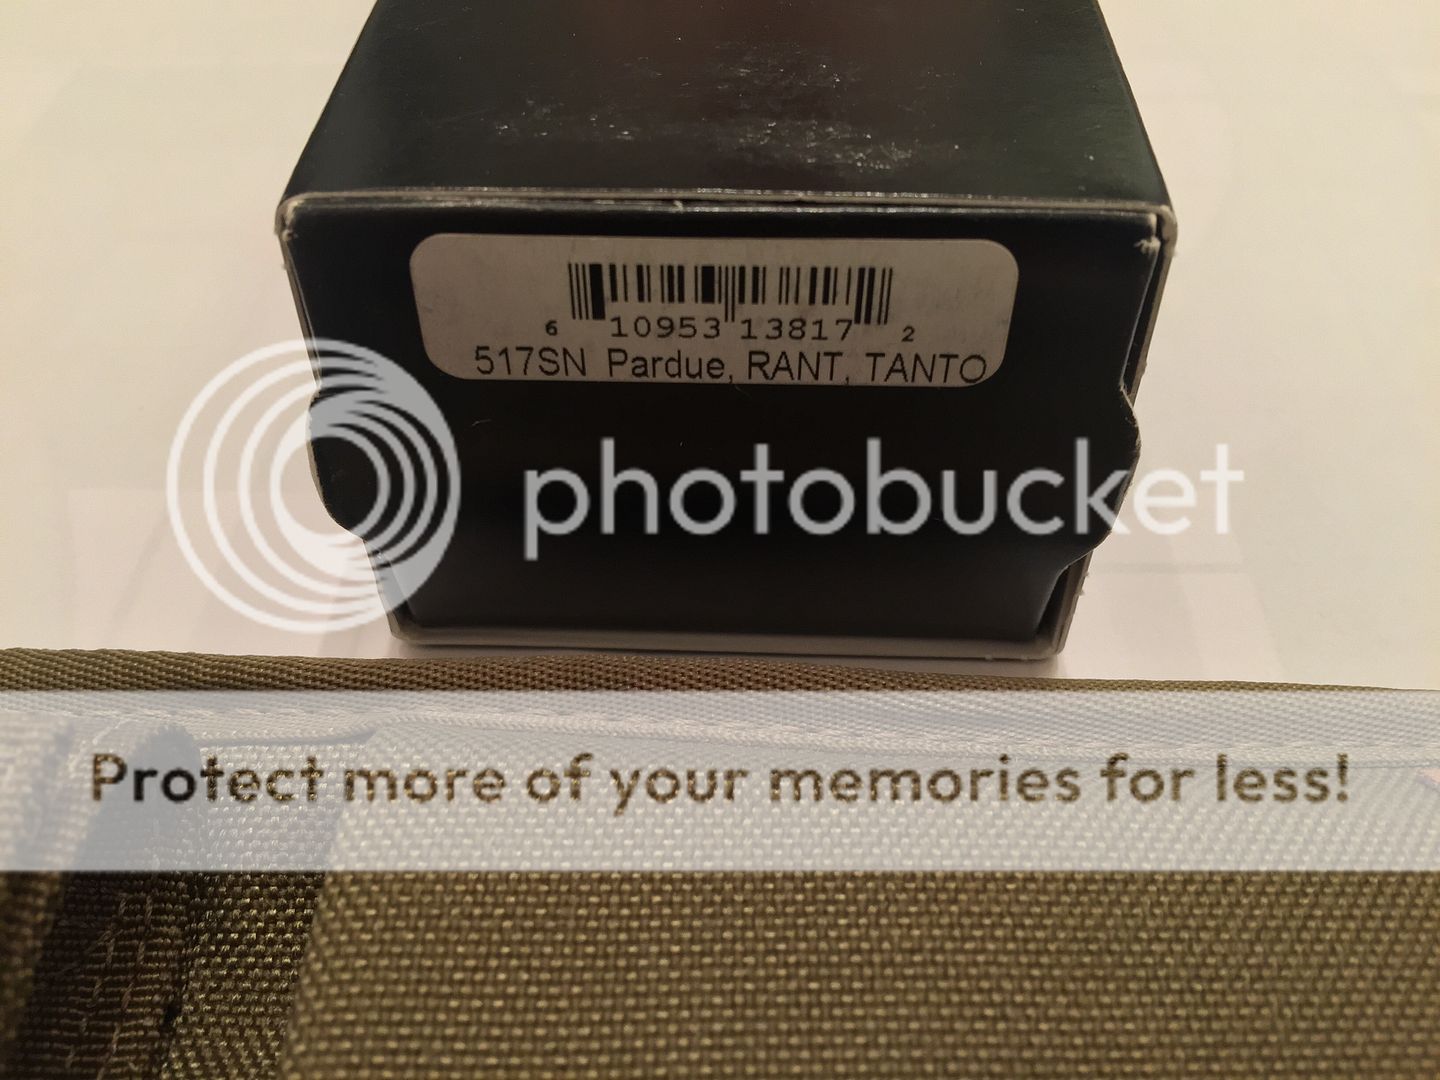 6 10953 13817 2
517SN Pardue, RANT, TANTO
photobucket
Protect more of your memories for less!